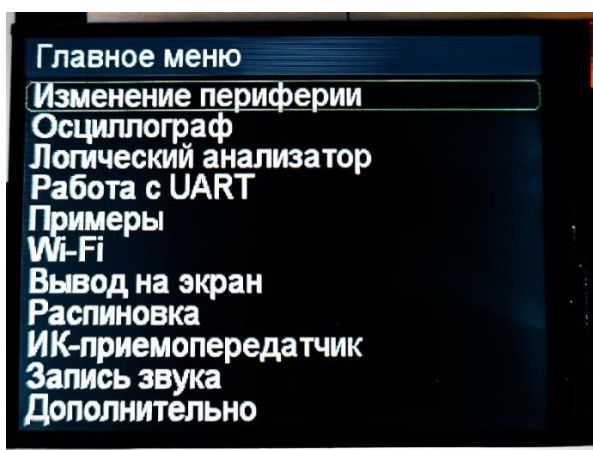 Главное меню
Изменение периферии
Осциллограф
Логический анализатор
Работа с UART
Примеры
Wi-Fi
Вывод на экран
Распиновка
ИК-приемопередатчик
Запись звука
Дополнительно